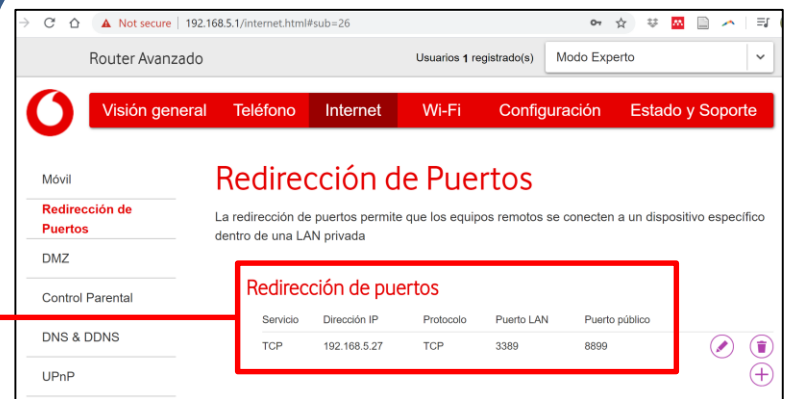 Not secure | 192.168.5.1/internet.html#sub=26
Router Avanzado
Usuarios 1 registrado(s)
Modo Experto
Visión general Teléfono Internet Wi-Fi Configuración Estado y Soporte
Móvil
Redirección de
Puertos
DMZ
Control Parental
DNS & DDNS
UPnP
Redirección de Puertos
La redirección de puertos permite que los equipos remotos se conecten a un dispositivo específico
dentro de una LAN privada
Redirección de puertos
Servicio Dirección IP Protocolo Puerto LAN Puerto público
TCP 192.168.5.27 TCP 3389 8899